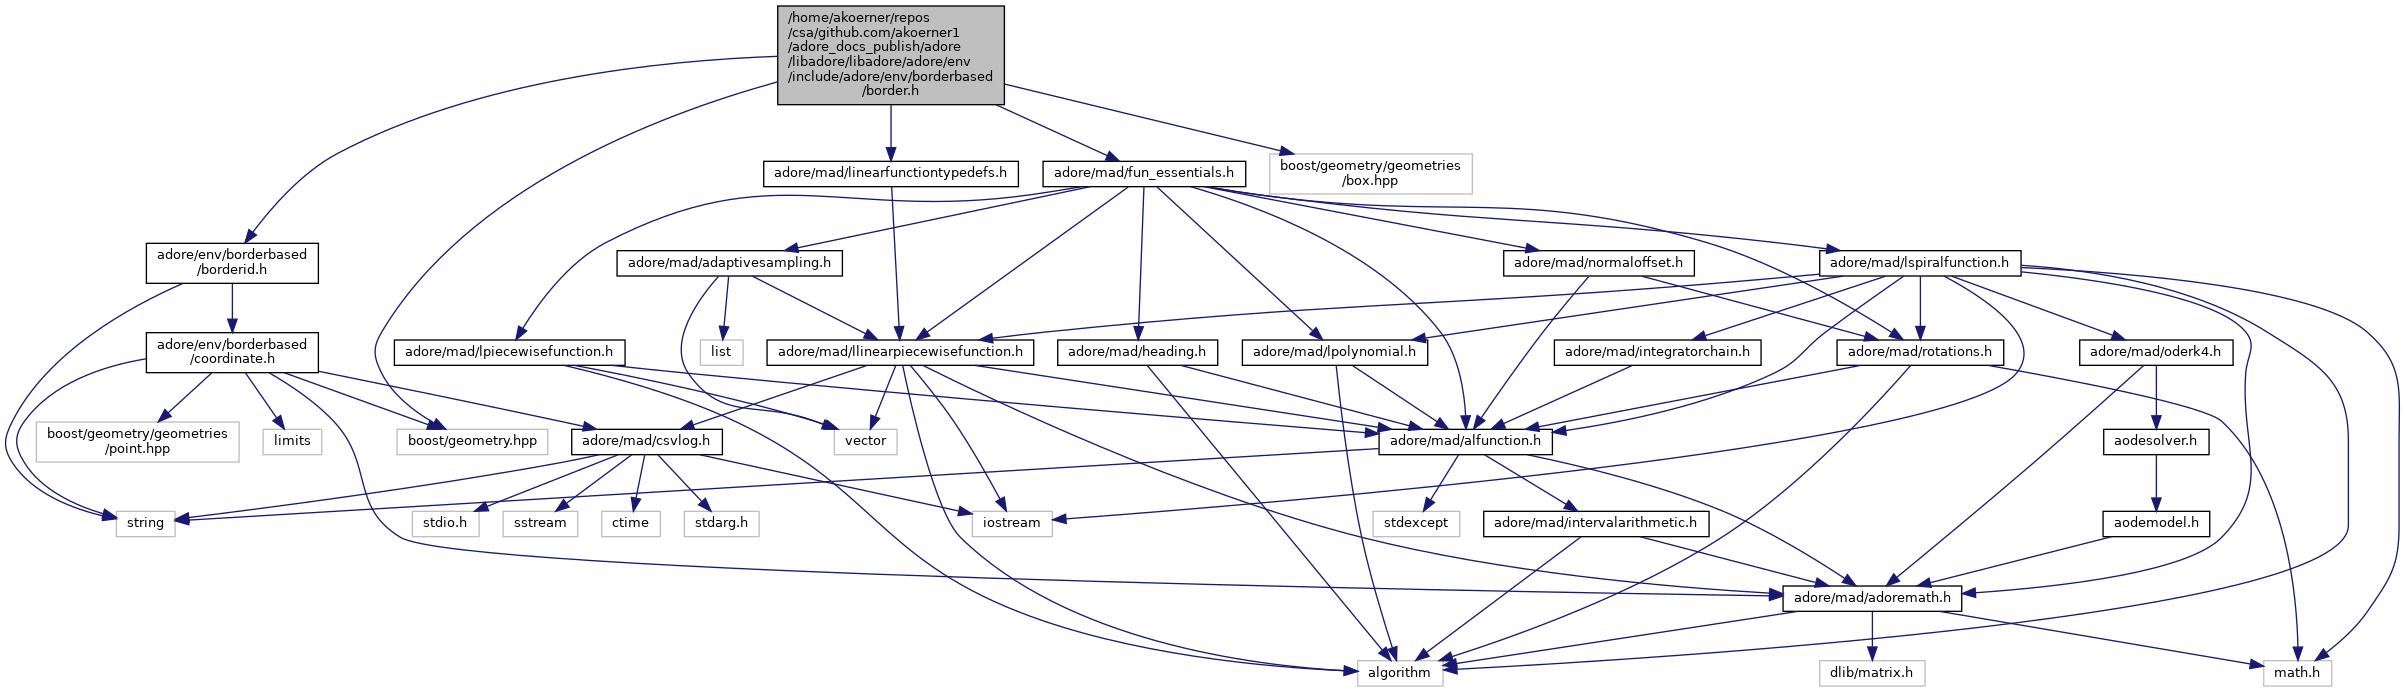 /home/akoerner/repos
/csa/github.com/akoerner1
/adore_docs_publish/adore
/libadore/libadore/adore/env
/include/adore/env/borderbased
/border.h
adore/mad/linearfunctiontypedefs.h
adore/mad/fun_essentials.h
boost/geometry/geometries
/box.hpp
adore/env/borderbased
/borderid.h
adore/mad/adaptivesampling.h
adore/mad/normaloffset.h
adore/mad/lspiralfunction.h
adore/env/borderbased
/coordinate.h
adore/mad/lpiecewisefunction.h
list
adore/mad/llinearpiecewisefunction.h
adore/mad/heading.h
adore/mad/lpolynomial.h
adore/mad/integratorchain.h
adore/mad/rotations.h
adore/mad/oderk4.h
boost/geometry/geometries
/point.hpp
limits
boost/geometry.hpp
adore/mad/csvlog.h
vector
adore/mad/alfunction.h
aodesolver.h
string
stdio.h
sstream
ctime
stdarg.h
iostream
stdexcept
adore/mad/intervalarithmetic.h
aodemodel.h
adore/mad/adoremath.h
algorithm
dlib/matrix.h
math.h